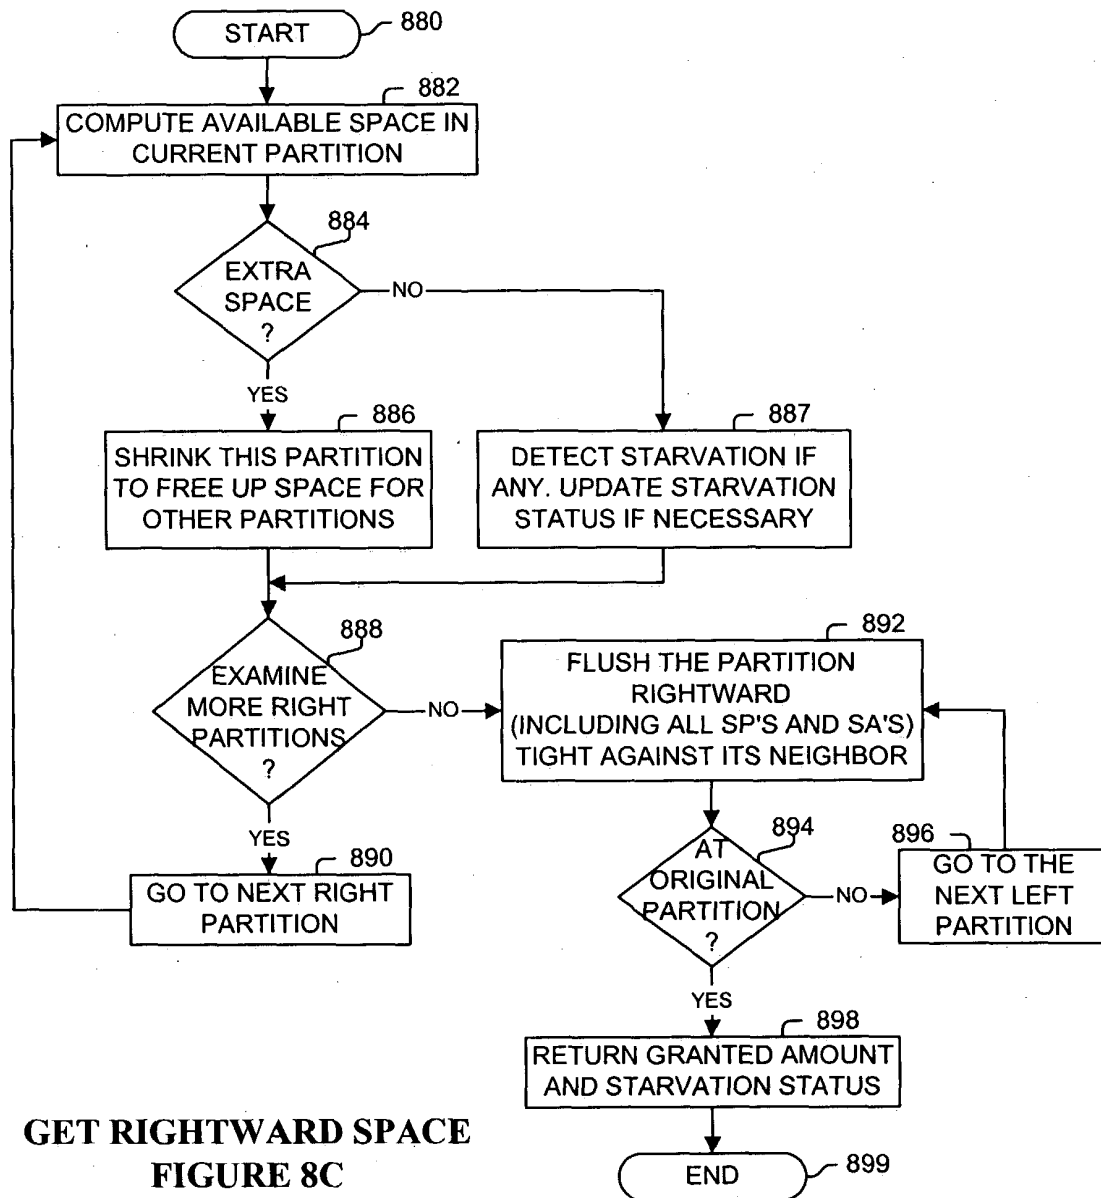 START
880
882
COMPUTE AVAILABLE SPACE IN
CURRENT PARTITION
884
EXTRA
SPACE
?
NO
YES
886
SHRINK THIS PARTITION
TO FREE UP SPACE FOR
OTHER PARTITIONS
887
DETECT STARVATION IF
ANY. UPDATE STARVATION
STATUS IF NECESSARY
888
EXAMINE
MORE RIGHT
PARTITIONS
?
NO
YES
890
GO TO NEXT RIGHT
PARTITION
892
FLUSH THE PARTITION
RIGHTWARD
(INCLUDING ALL SP'S AND SA'S)
TIGHT AGAINST ITS NEIGHBOR
894
AT
ORIGINAL
PARTITION
?
NO
896
GO TO THE
NEXT LEFT
PARTITION
YES
898
RETURN GRANTED AMOUNT
AND STARVATION STATUS
END
899
GET RIGHTWARD SPACE
FIGURE 8C